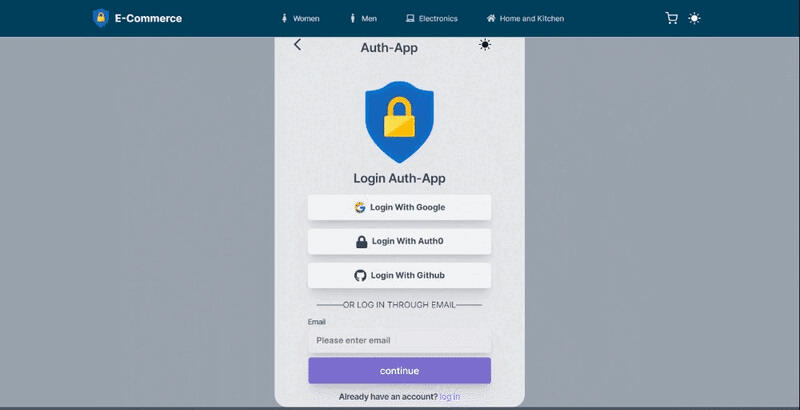 E-Commerce
Women
Men
Electronics
Home and Kitchen
Auth-App
Login Auth-App
Login With Google
Login With Auth0
Login With Github
OR LOG IN THROUGH EMAIL
Email
Please enter email
continue
Already have an account? log in